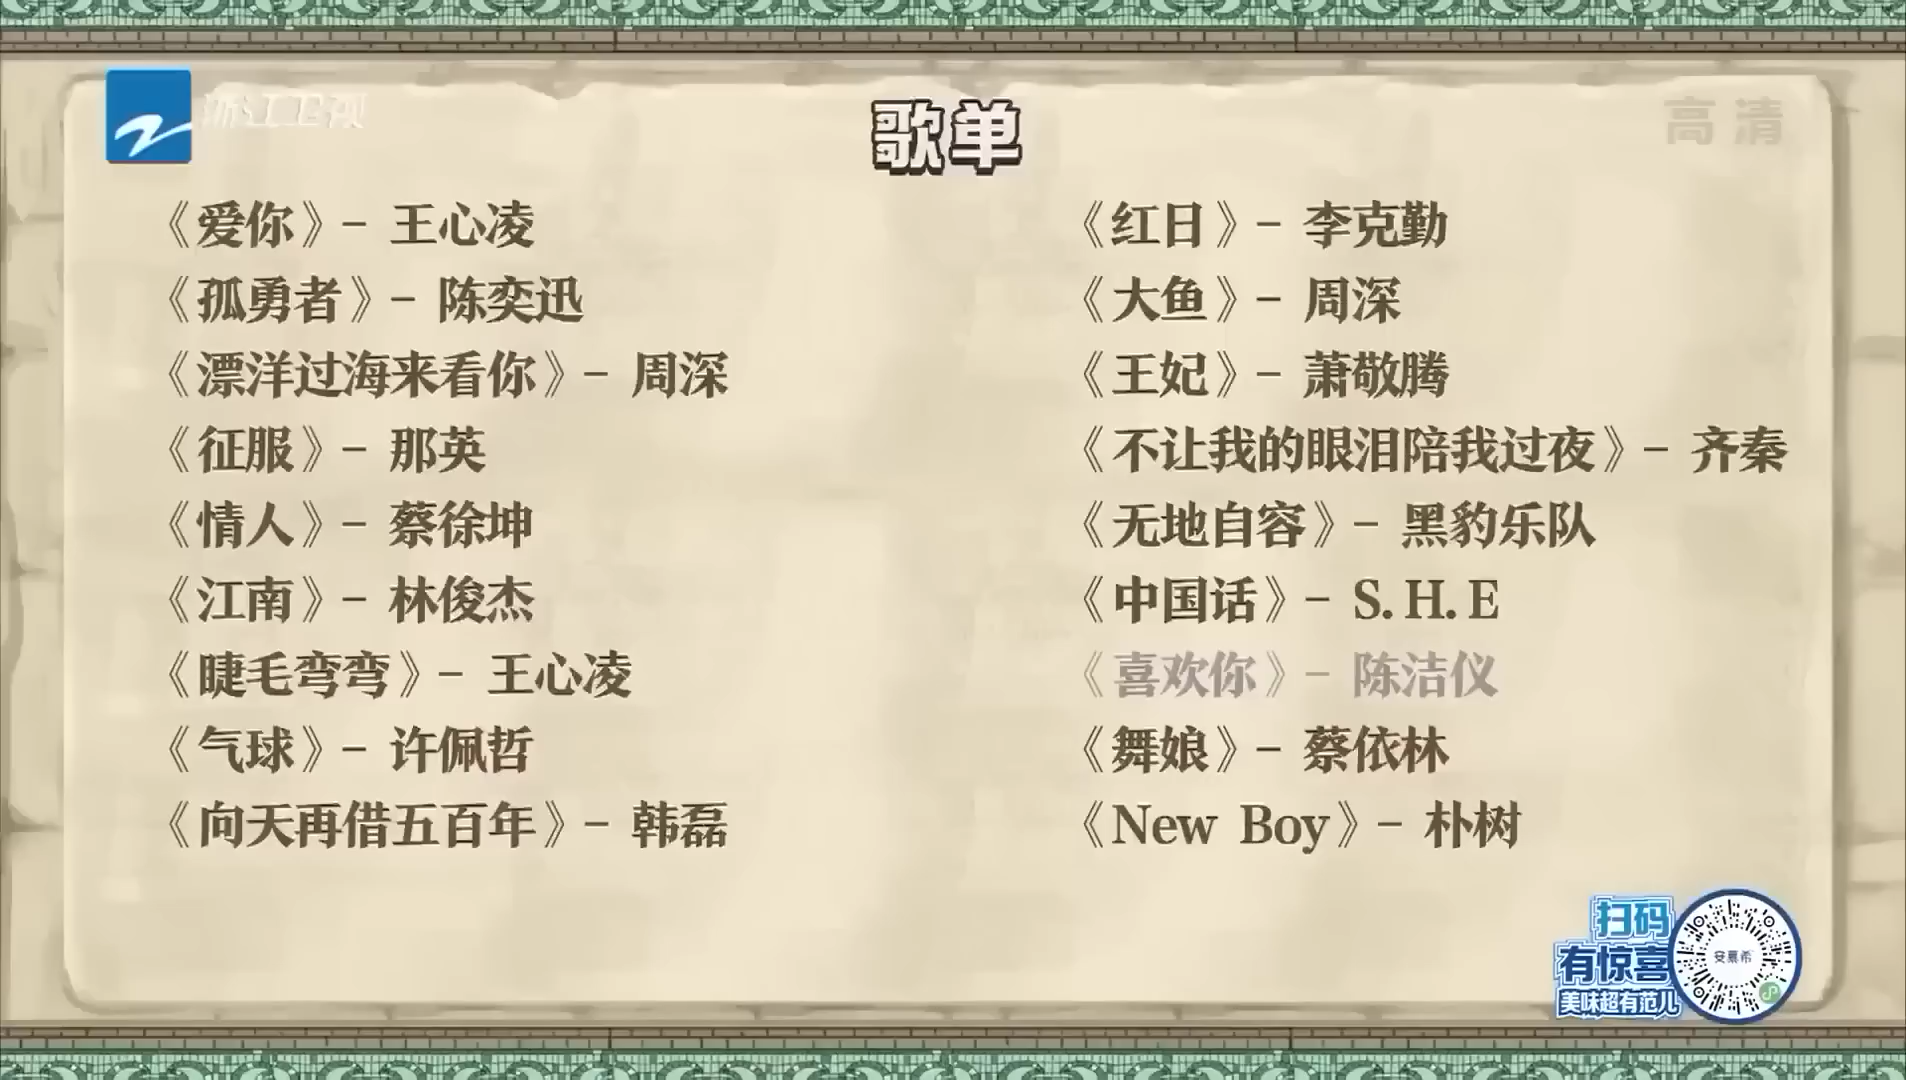 浙江卫视
高清
歌单
《爱你》- 王心凌
《孤勇者》- 陈奕迅
《漂洋过海来看你》- 周深
《征服》- 那英
《情人》- 蔡徐坤
《江南》- 林俊杰
《睫毛弯弯》- 王心凌
《气球》- 许佩哲
《向天再借五百年》- 韩磊
《红日》- 李克勤
《大鱼》- 周深
《王妃》- 萧敬腾
《不让我的眼泪陪我过夜》- 齐秦
《无地自容》- 黑豹乐队
《中国话》- S.H.E
《喜欢你》- 陈洁仪
《舞娘》- 蔡依林
《New Boy》- 朴树
扫码
有惊喜
美味超有范儿
安慕希